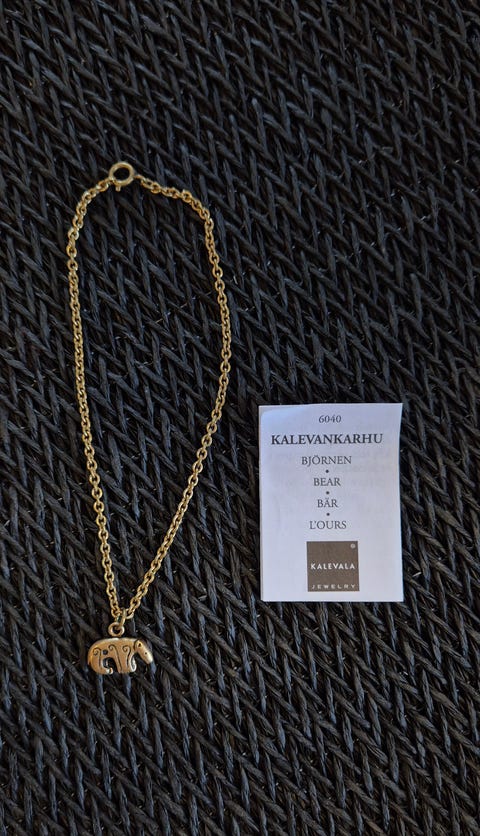 6040
KALEVANKARHU
BJÖRNEN
•
BEAR
•
BÄR
•
L'OURS
®
KALEVALA
JEWELRY